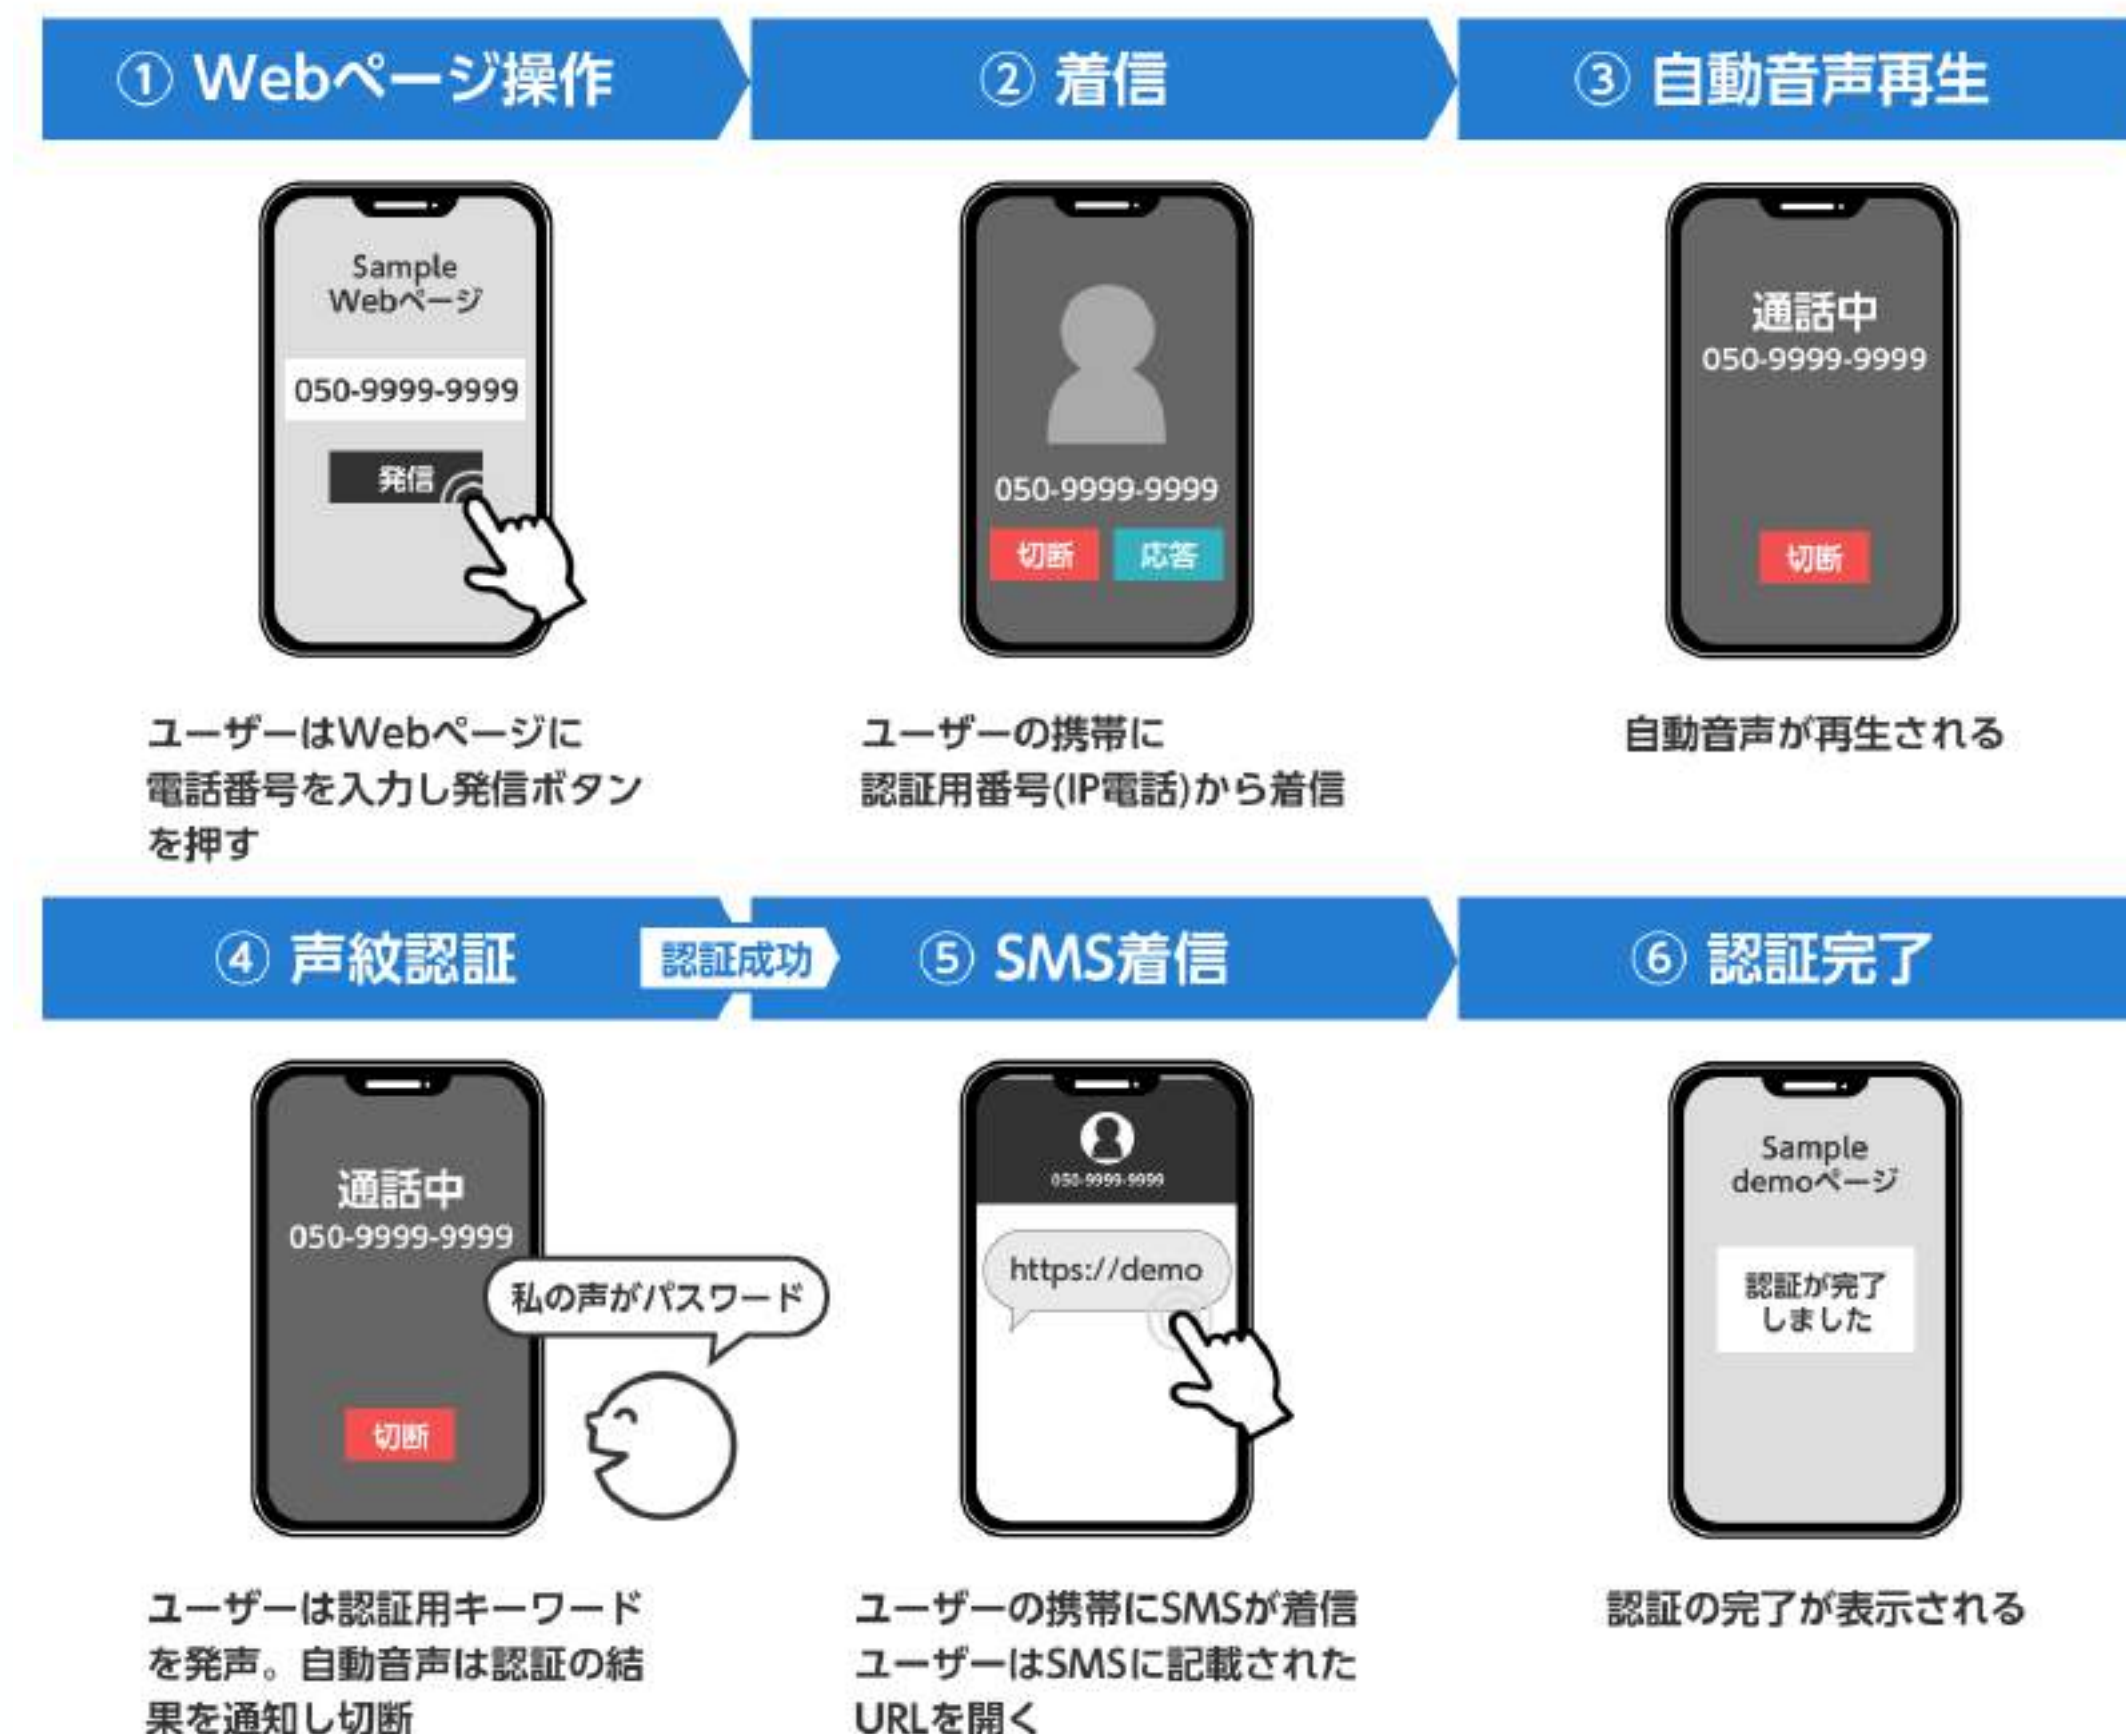 ① Webページ操作
② 着信
③ 自動音声再生
Sample
Webページ
050-9999-9999
発信
050-9999-9999
切断 応答
通話中
050-9999-9999
切断
ユーザーはWebページに
電話番号を入力し発信ボタン
を押す
ユーザーの携帯に
認証用番号(IP電話)から着信
自動音声が再生される
④ 声紋認証
認証成功
⑤ SMS着信
⑥ 認証完了
通話中
050-9999-9999
私の声がパスワード
切断
050-9999-9999
https://demo
Sample
demoページ
認証が完了
しました
ユーザーは認証用キーワード
を発声。自動音声は認証の結
果を通知し切断
ユーザーの携帯にSMSが着信
ユーザーはSMSに記載された
URLを開く
認証の完了が表示される